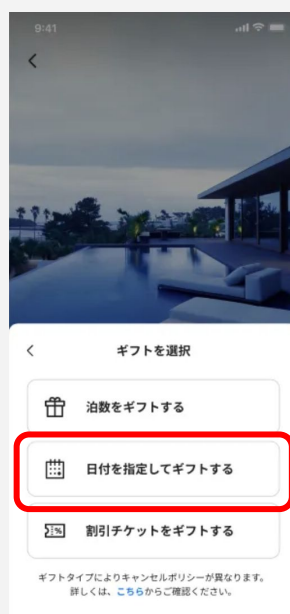 9:41
ギフトを選択
泊数をギフトする
日付を指定してギフトする
割引チケットをギフトする
ギフトタイプによりキャンセルポリシーが異なります。
詳しくは、こちらからご確認ください。